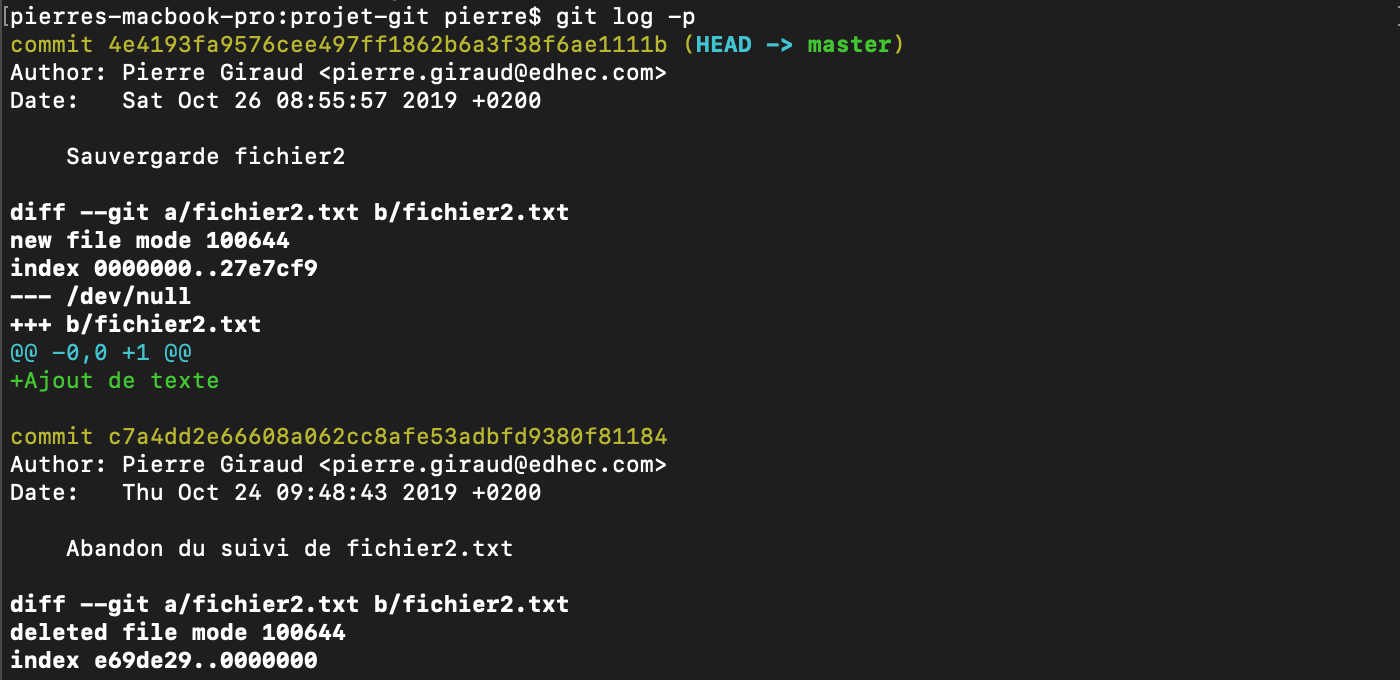 [pierres-macbook-pro:projet-git pierre$ git log -p
commit 4e4193fa9576cee497ff1862b6a3f38f6ae1111b (HEAD -> master)
Author: Pierre Giraud <pierre.giraud@edhec.com>
Date:   Sat Oct 26 08:55:57 2019 +0200
    Sauvergarde fichier2
diff --git a/fichier2.txt b/fichier2.txt
new file mode 100644
index 0000000..27e7cf9
--- /dev/null
+++ b/fichier2.txt
@@ -0,0 +1 @@
+Ajout de texte
commit c7a4dd2e66608a062cc8afe53adbfd9380f81184
Author: Pierre Giraud <pierre.giraud@edhec.com>
Date:   Thu Oct 24 09:48:43 2019 +0200
    Abandon du suivi de fichier2.txt
diff --git a/fichier2.txt b/fichier2.txt
deleted file mode 100644
index e69de29..0000000